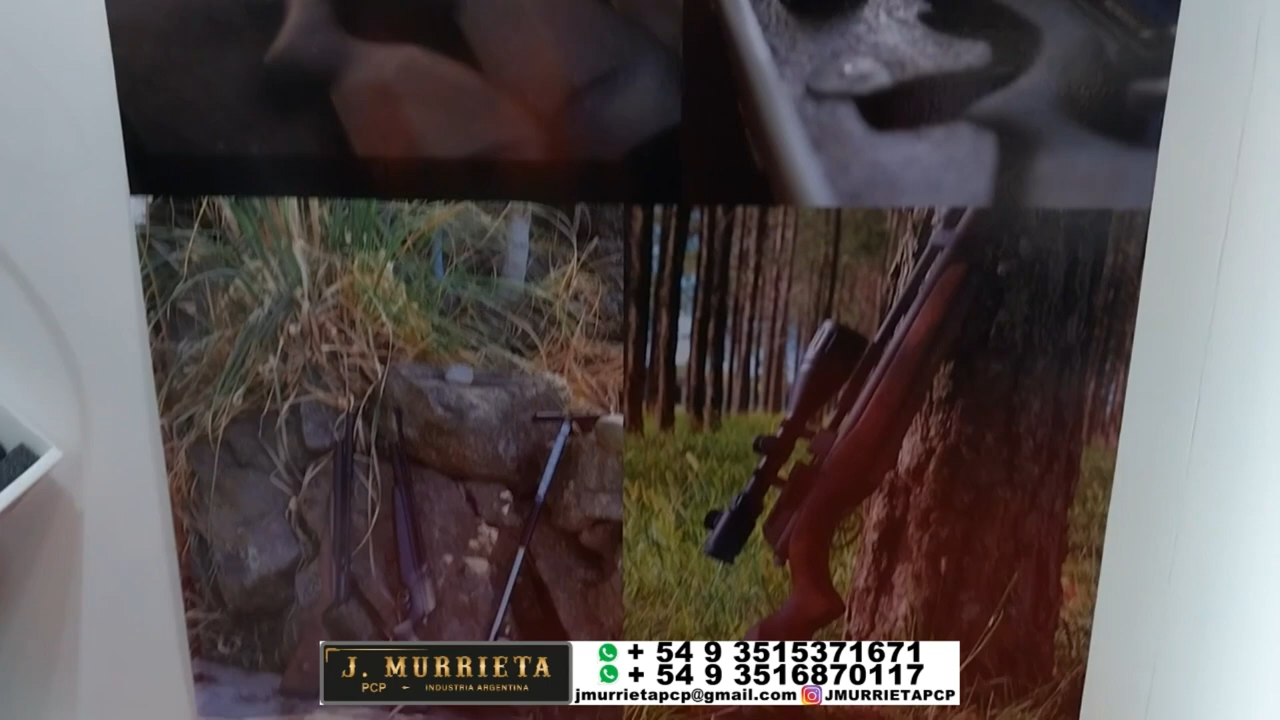 J. MURRIETA
PCP
INDUSTRIA ARGENTINA
+ 54 9 3515371671
+ 54 9 3516870117
jmurrietapcp@gmail.com JMURRIETAPCP